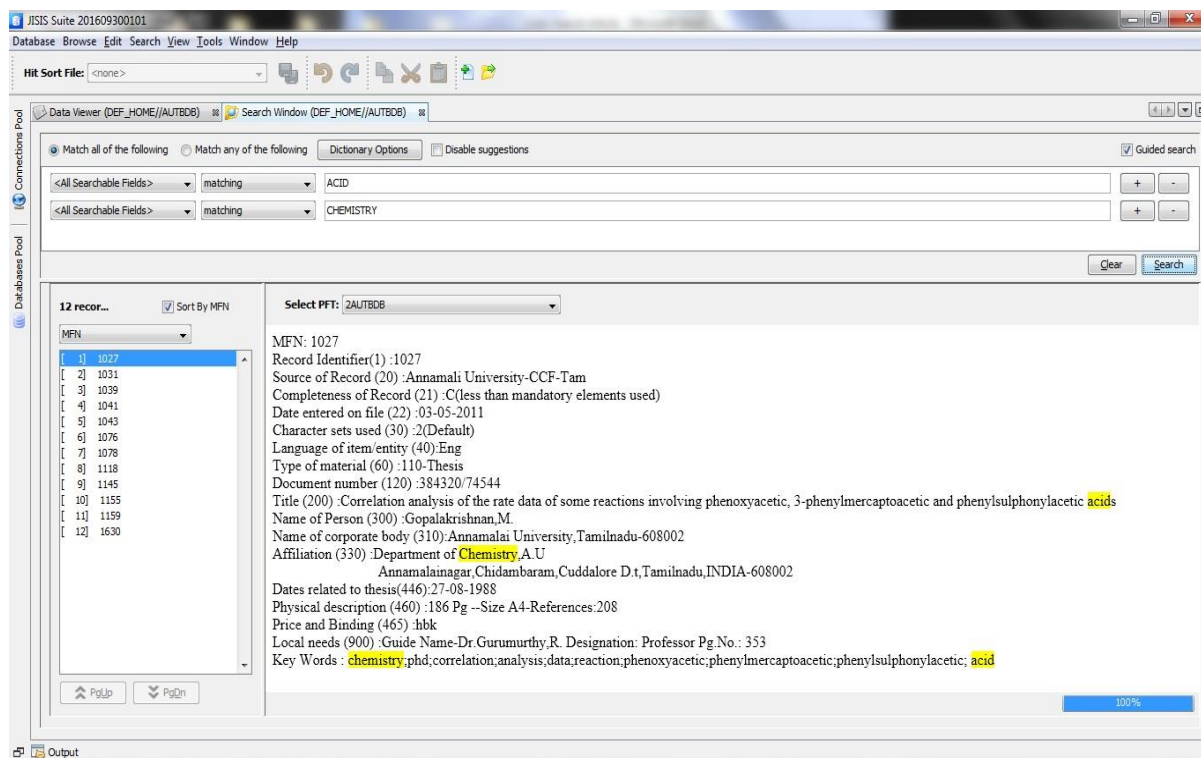 JISIS Suite 201609300101
Database Browse Edit Search View Tools Window Help
Hit Sort File: <none>
Connections Pool
Databases Pool
Data Viewer (DEF_HOME//AUTBDB) Search Window (DEF_HOME//AUTBDB)
Match all of the following Match any of the following Dictionary Options Disable suggestions Guided search
<All Searchable Fields> matching ACID + -
<All Searchable Fields> matching CHEMISTRY + -
Clear Search
12 recor... Sort By MFN
MFN
[ 1] 1027
[ 2] 1031
[ 3] 1039
[ 4] 1041
[ 5] 1043
[ 6] 1076
[ 7] 1078
[ 8] 1118
[ 9] 1145
[ 10] 1155
[ 11] 1159
[ 12] 1630
PgUp PgDn
Select PFT: 2AUTBDB
MFN: 1027
Record Identifier(1) :1027
Source of Record (20) :Annamali University-CCF-Tam
Completeness of Record (21) :C(less than mandatory elements used)
Date entered on file (22) :03-05-2011
Character sets used (30) :2(Default)
Language of item/entity (40):Eng
Type of material (60) :110-Thesis
Document number (120) :384320/74544
Title (200) :Correlation analysis of the rate data of some reactions involving phenoxyacetic, 3-phenylmercaptoacetic and phenylsulphonylacetic acids
Name of Person (300) :Gopalakrishnan,M.
Name of corporate body (310):Annamalai University,Tamilnadu-608002
Affiliation (330) :Department of Chemistry,A.U
Annamalainagar,Chidambaram,Cuddalore D.t,Tamilnadu,INDIA-608002
Dates related to thesis(446):27-08-1988
Physical description (460) :186 Pg --Size A4-References:208
Price and Binding (465) :hbk
Local needs (900) :Guide Name-Dr.Gurumurthy,R. Designation: Professor Pg.No.: 353
Key Words : chemistry;phd;correlation;analysis;data;reaction;phenoxyacetic;phenylmercaptoacetic;phenylsulphonylacetic; acid
100%
Output